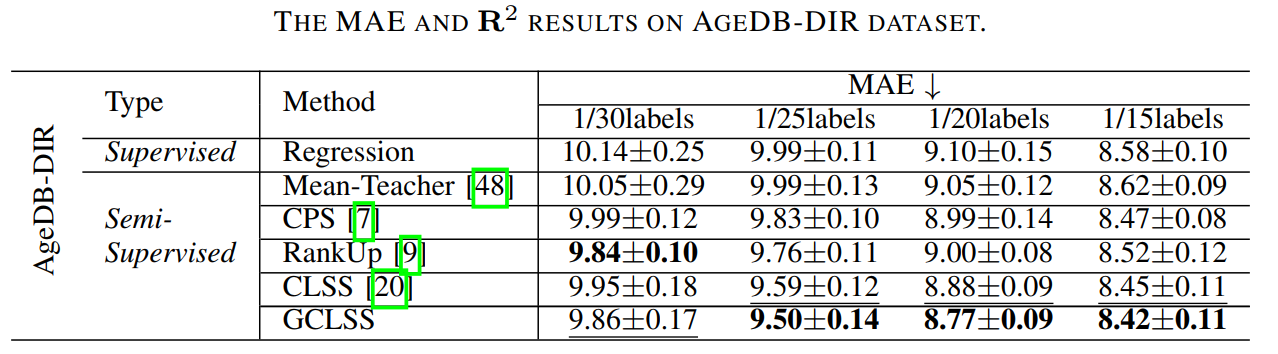 THE MAE AND R² RESULTS ON AGEDB-DIR DATASET.
AgeDB-DIR
Type Method MAE ↓
1/30labels 1/25labels 1/20labels 1/15labels
Supervised Regression 10.14±0.25 9.99±0.11 9.10±0.15 8.58±0.10
Semi-Supervised
Mean-Teacher [48] 10.05±0.29 9.99±0.13 9.05±0.12 8.62±0.09
CPS [7] 9.99±0.12 9.83±0.10 8.99±0.14 8.47±0.08
RankUp [9] 9.84±0.10 9.76±0.11 9.00±0.08 8.52±0.12
CLSS [20] 9.95±0.18 9.59±0.12 8.88±0.09 8.45±0.11
GCLSS 9.86±0.17 9.50±0.14 8.77±0.09 8.42±0.11